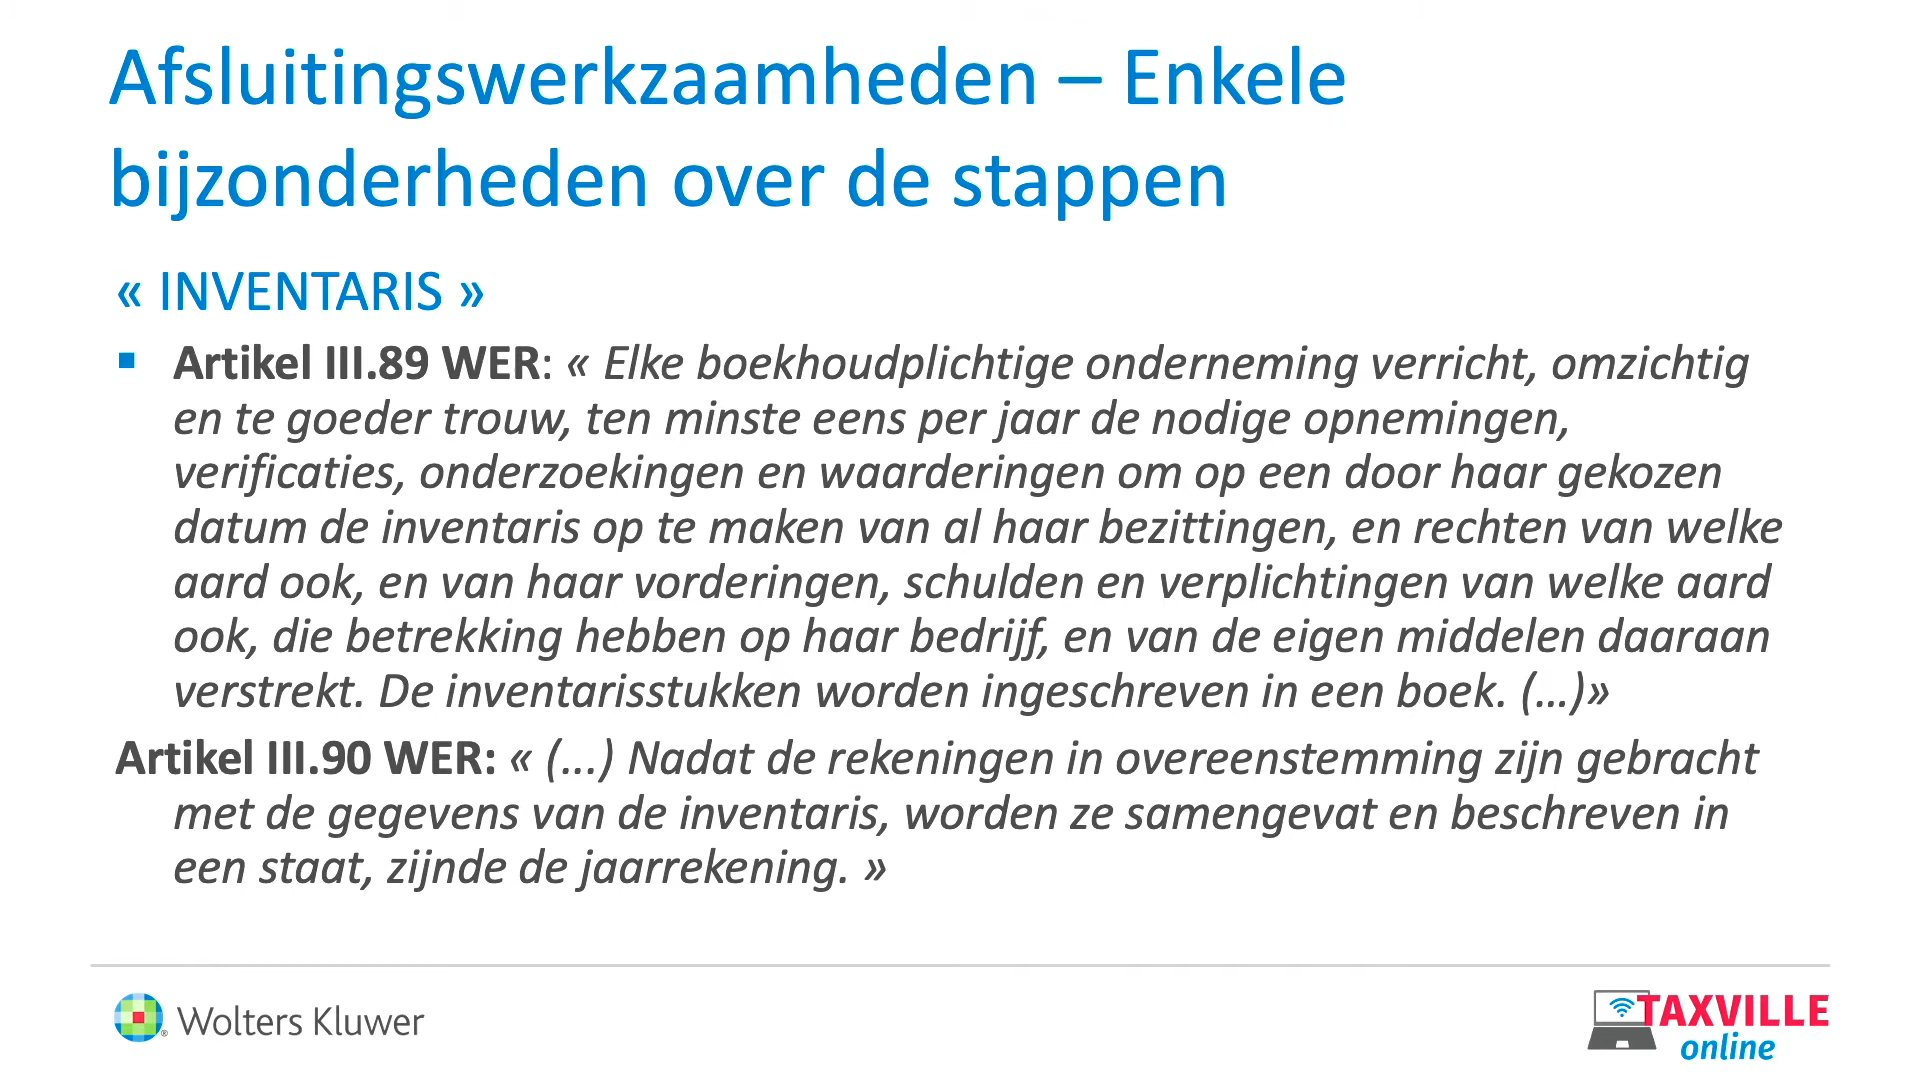 Afsluitingswerkzaamheden – Enkele
bijzonderheden over de stappen
« INVENTARIS »
▪ Artikel III.89 WER: « Elke boekhoudplichtige onderneming verricht, omzichtig
en te goeder trouw, ten minste eens per jaar de nodige opnemingen,
verificaties, onderzoekingen en waarderingen om op een door haar gekozen
datum de inventaris op te maken van al haar bezittingen, en rechten van welke
aard ook, en van haar vorderingen, schulden en verplichtingen van welke aard
ook, die betrekking hebben op haar bedrijf, en van de eigen middelen daaraan
verstrekt. De inventarisstukken worden ingeschreven in een boek. (…)»
Artikel III.90 WER: « (...) Nadat de rekeningen in overeenstemming zijn gebracht
met de gegevens van de inventaris, worden ze samengevat en beschreven in
een staat, zijnde de jaarrekening. »
® Wolters Kluwer
TAXVILLE
online